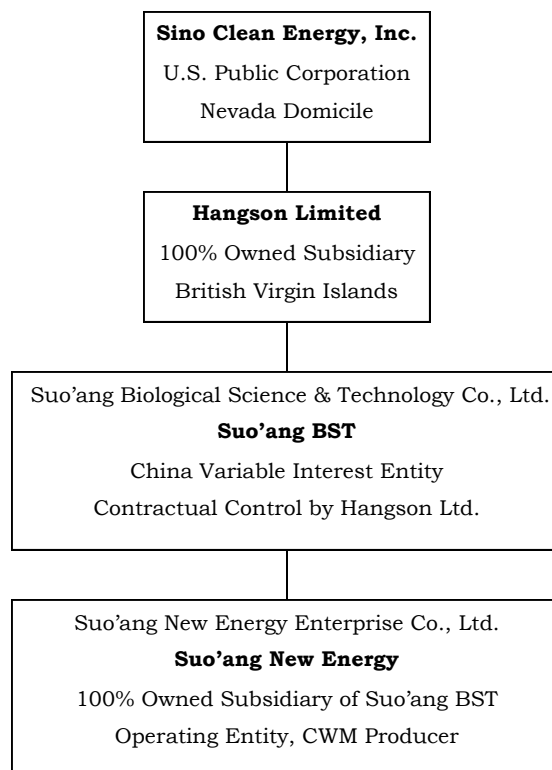 Sino Clean Energy, Inc.
U.S. Public Corporation
Nevada Domicile
Hangson Limited
100% Owned Subsidiary
British Virgin Islands
Suo’ang Biological Science & Technology Co., Ltd.
Suo’ang BST
China Variable Interest Entity
Contractual Control by Hangson Ltd.
Suo’ang New Energy Enterprise Co., Ltd.
Suo’ang New Energy
100% Owned Subsidiary of Suo’ang BST
Operating Entity, CWM Producer